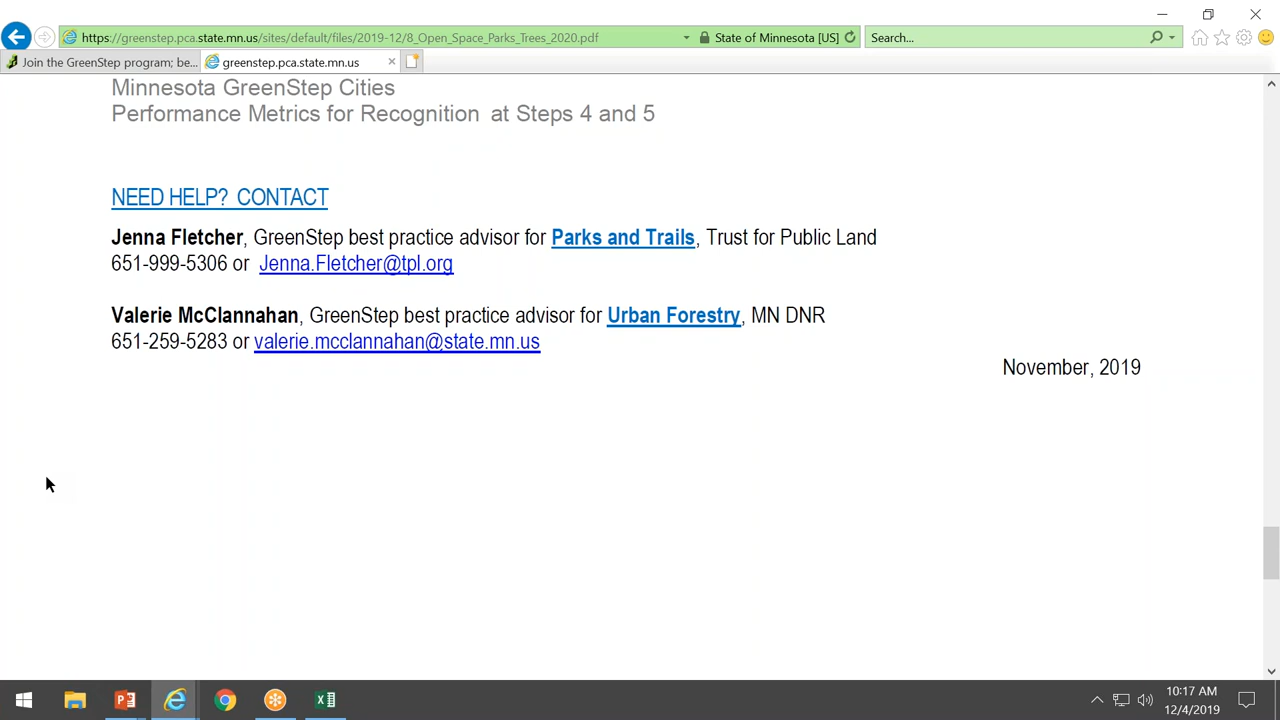 https://greenstep.pca.state.mn.us/sites/default/files/2019-12/8_Open_Space_Parks_Trees_2020.pdf
State of Minnesota [US]
Search...
Join the GreenStep program; be...
greenstep.pca.state.mn.us
Minnesota GreenStep Cities
Performance Metrics for Recognition at Steps 4 and 5
NEED HELP? CONTACT
Jenna Fletcher, GreenStep best practice advisor for Parks and Trails, Trust for Public Land
651-999-5306 or Jenna.Fletcher@tpl.org
Valerie McClannahan, GreenStep best practice advisor for Urban Forestry, MN DNR
651-259-5283 or valerie.mcclannahan@state.mn.us
November, 2019
10:17 AM
12/4/2019